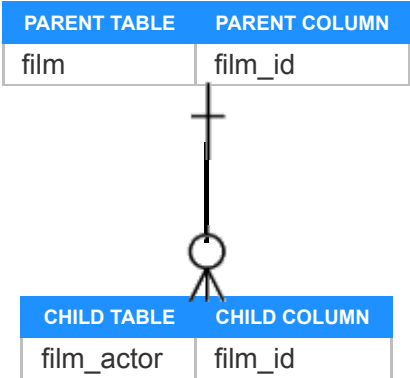 PARENT TABLE PARENT COLUMN
film film_id
CHILD TABLE CHILD COLUMN
film_actor film_id